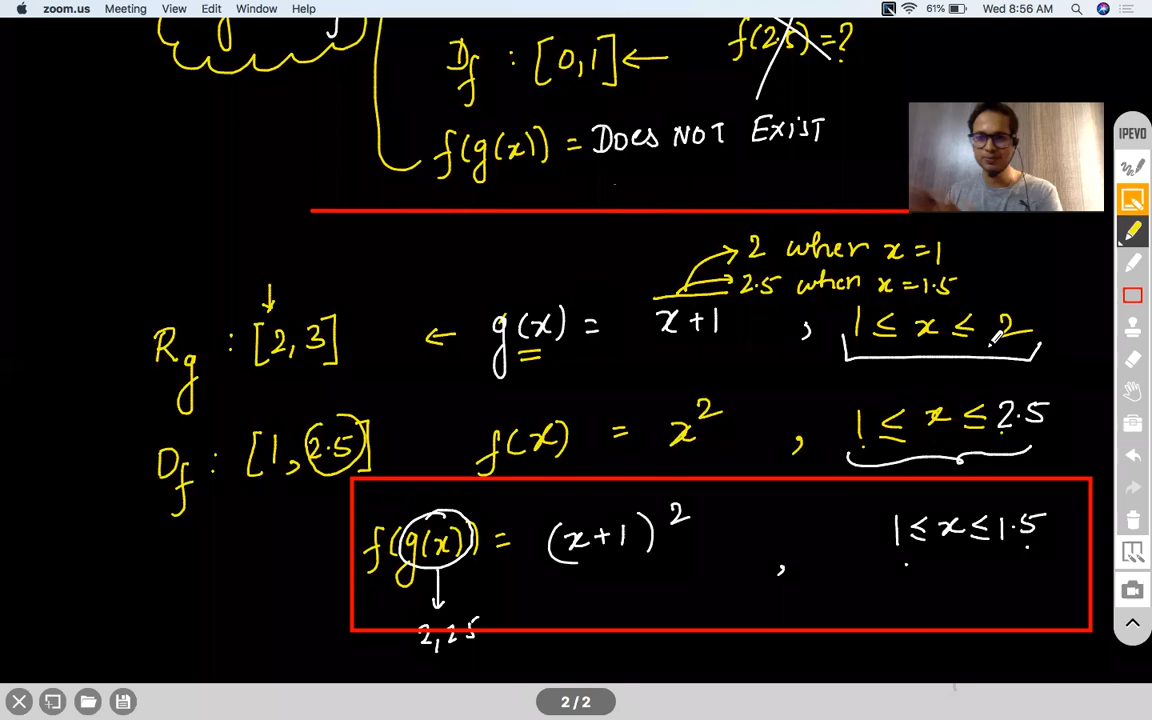 zoom.us Meeting View Edit Window Help 61% Wed 8:56 AM
Df : [0,1] ← f(2.5) = ?
f(g(x)) = DOES NOT EXIST
IPEVO
2 when x = 1
2.5 when x = 1.5
Rg : [2, 3] ← g(x) = x+1 , 1 ≤ x ≤ 2
Df : [1, 2.5] f(x) = x² , 1 ≤ x ≤ 2.5
f(g(x)) = (x+1)² , 1 ≤ x ≤ 1.5
2, 2.5
2/2